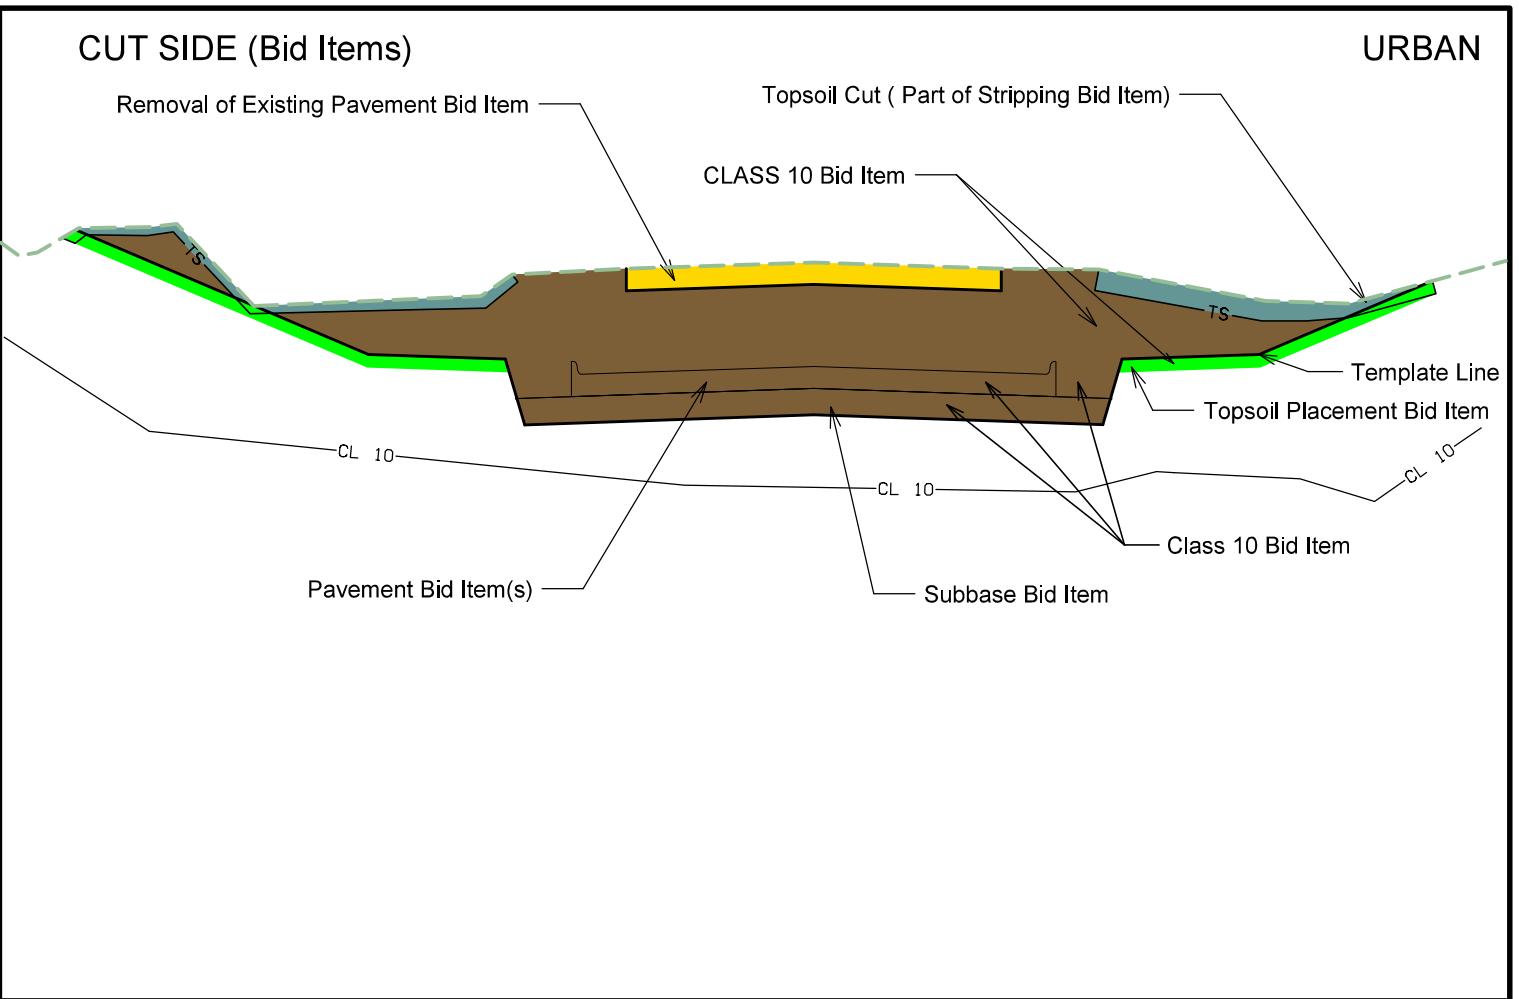 CUT SIDE (Bid Items)
URBAN
Removal of Existing Pavement Bid Item
Topsoil Cut ( Part of Stripping Bid Item)
CLASS 10 Bid Item
TS
TS
Template Line
Topsoil Placement Bid Item
CL 10
CL 10
CL 10
Class 10 Bid Item
Pavement Bid Item(s)
Subbase Bid Item